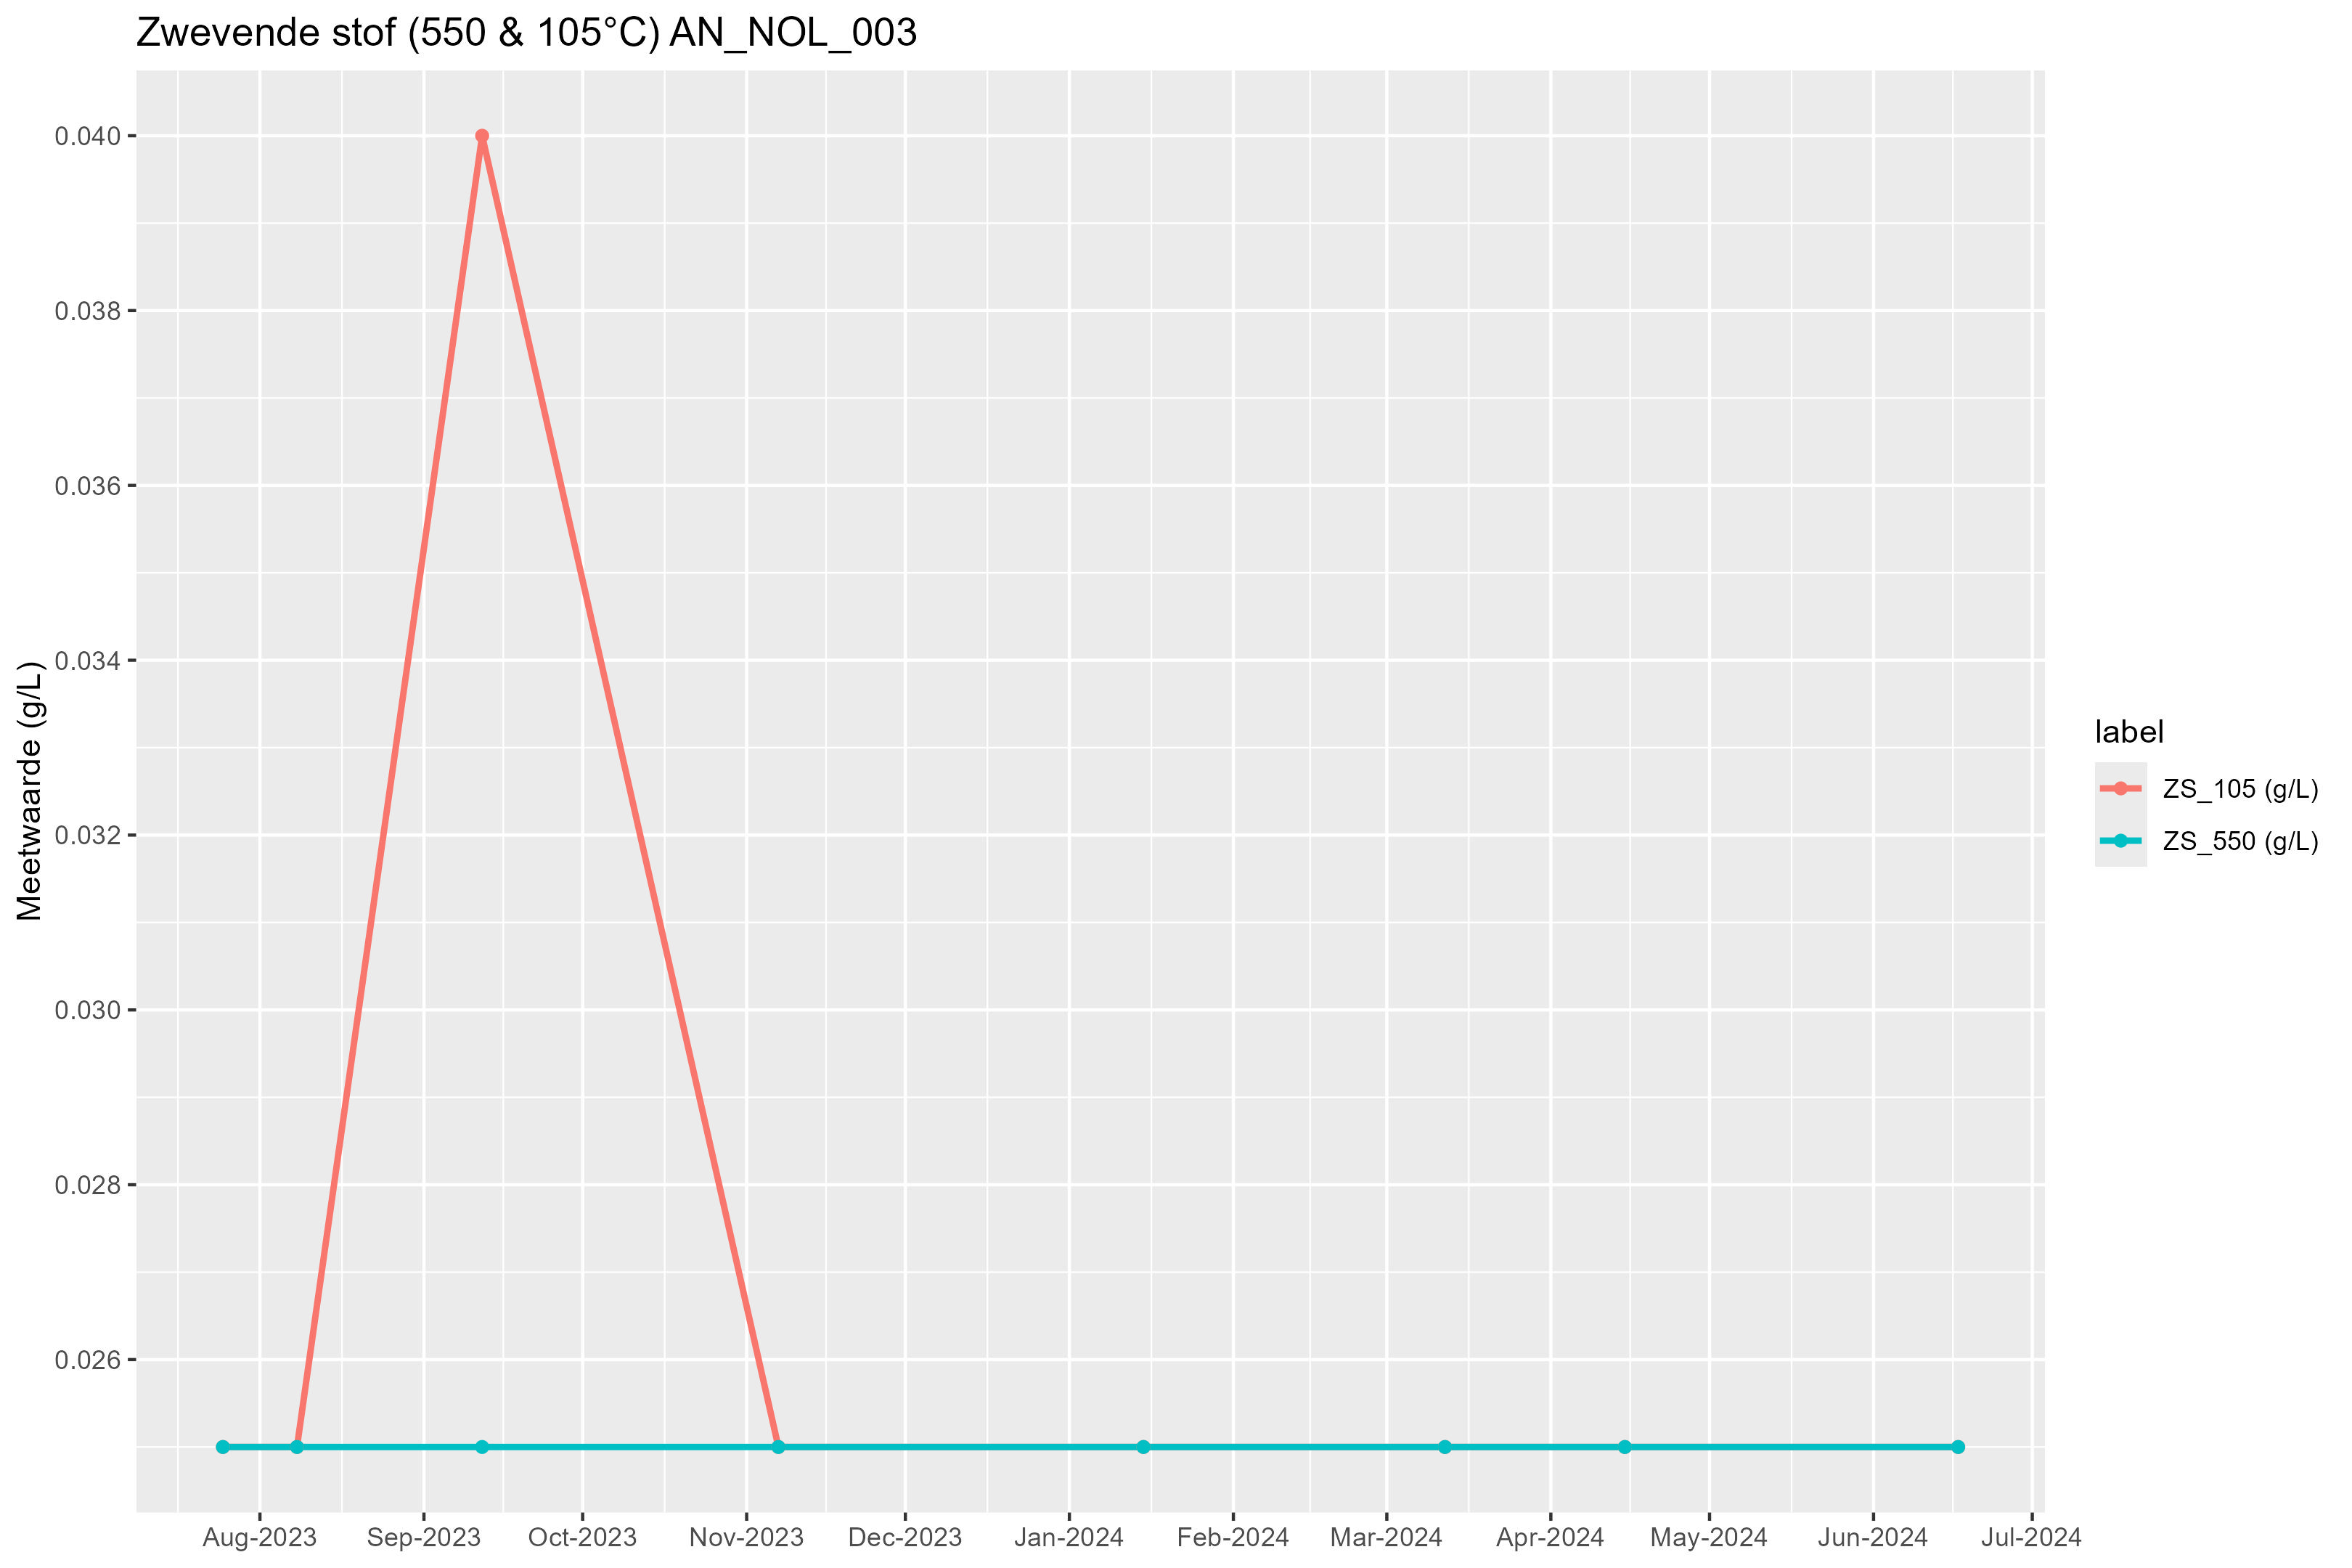 Zwevende stof (550 & 105°C) AN_NOL_003
Meetwaarde (g/L)
0.040
0.038
0.036
0.034
0.032
0.030
0.028
0.026
Aug-2023
Sep-2023
Oct-2023
Nov-2023
Dec-2023
Jan-2024
Feb-2024
Mar-2024
Apr-2024
May-2024
Jun-2024
Jul-2024
label
ZS_105 (g/L)
ZS_550 (g/L)